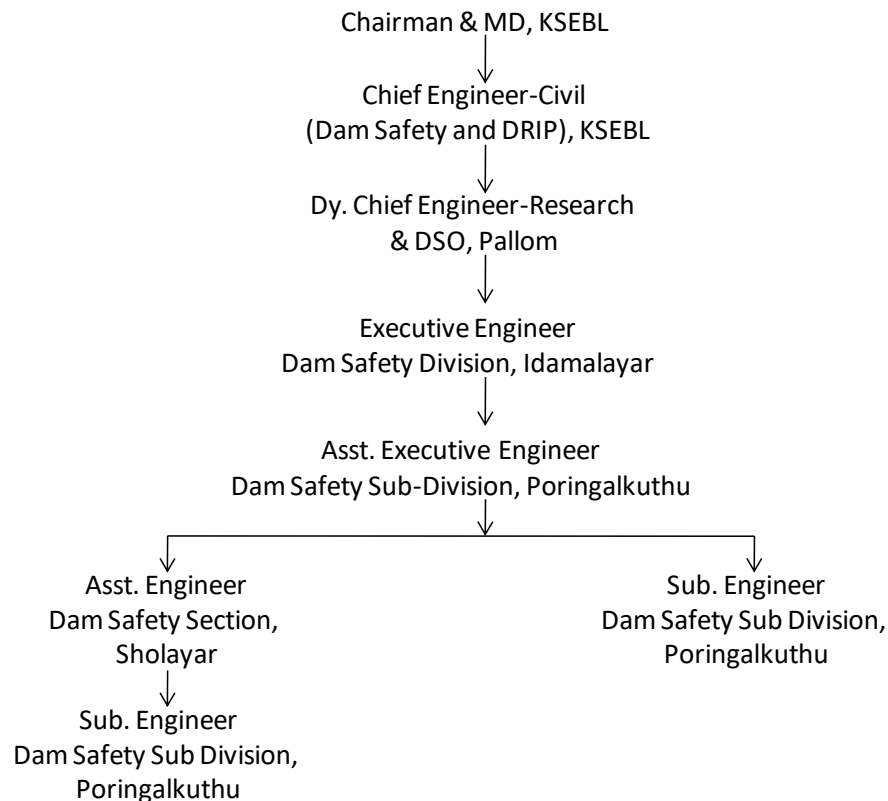 Chairman & MD, KSEBL
Chief Engineer-Civil
(Dam Safety and DRIP), KSEBL
Dy. Chief Engineer-Research
& DSO, Pallom
Executive Engineer
Dam Safety Division, Idamalayar
Asst. Executive Engineer
Dam Safety Sub-Division, Poringalkuthu
Asst. Engineer
Dam Safety Section,
Sholayar
Sub. Engineer
Dam Safety Sub Division,
Poringalkuthu
Sub. Engineer
Dam Safety Sub Division,
Poringalkuthu